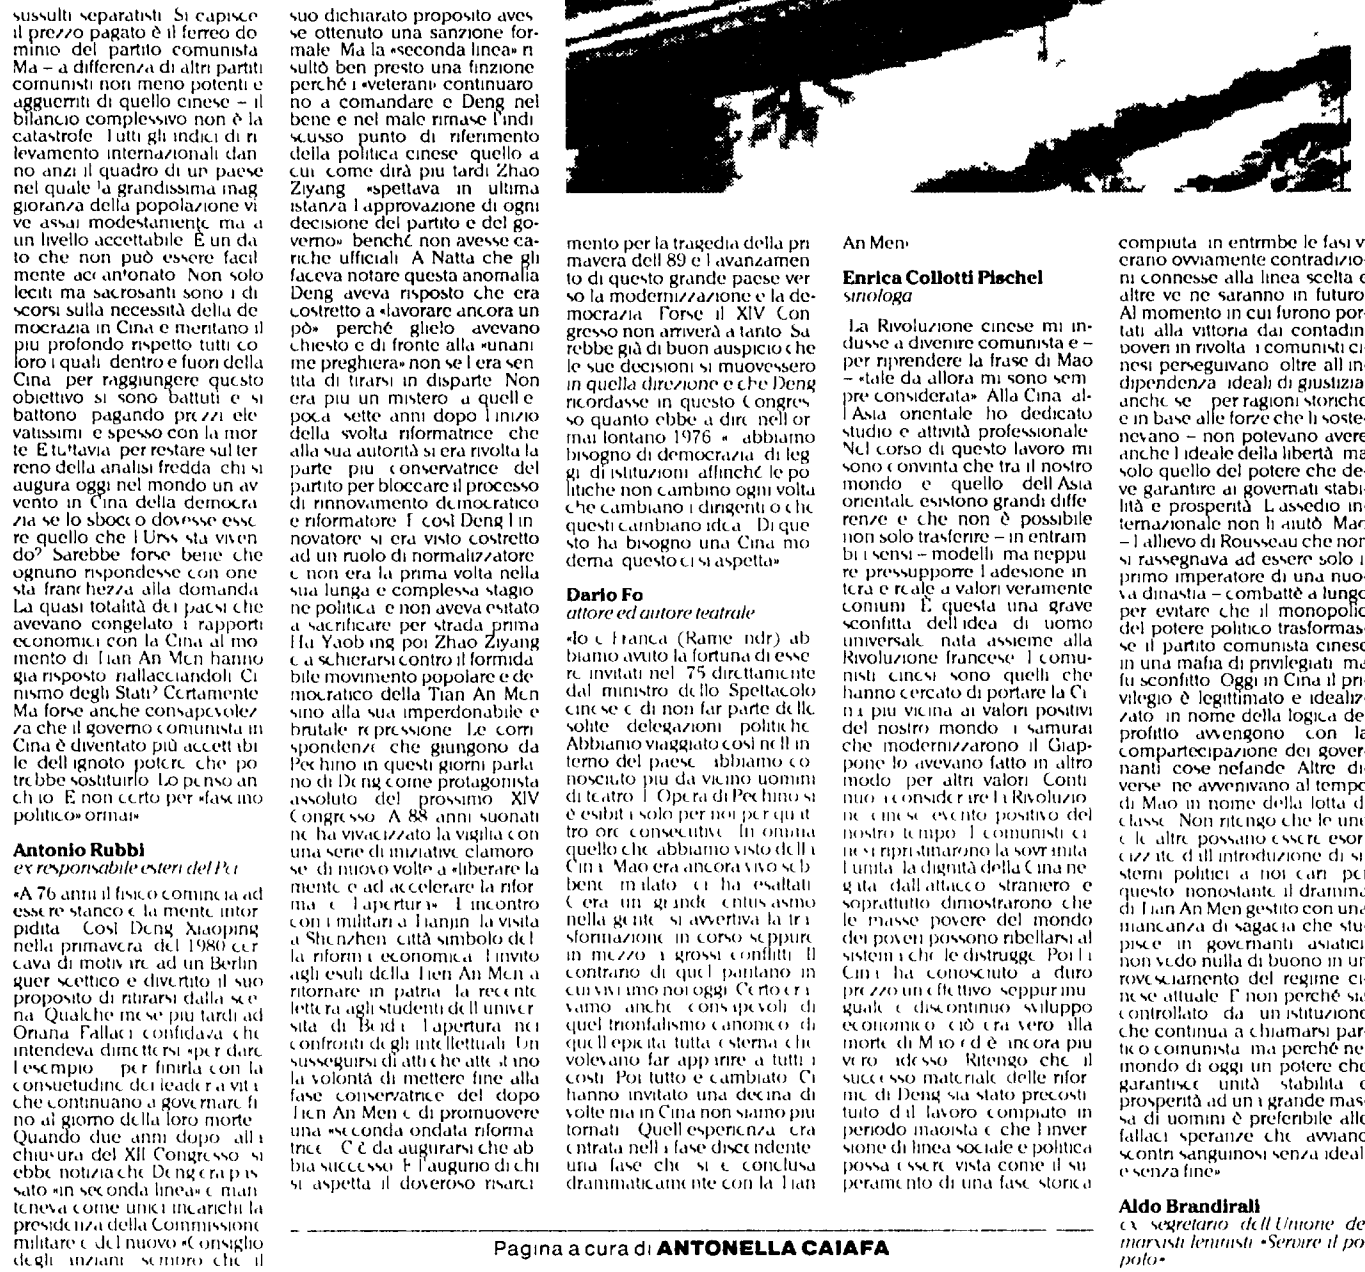 sussulti separatisti Si capisce
il prezzo pagato è il ferreo do
minio del partito comunista
Ma – a differenza di altri partiti
comunisti non meno potenti e
agguerriti di quello cinese – il
bilancio complessivo non è la
catastrofe Tutti gli indici di ri
levamento internazionali dan
no anzi il quadro di un paese
nel quale la grandissima mag
gioranza della popolazione vi
ve assai modestamente ma a
un livello accettabile È un da
to che non può essere facil
mente accantonato Non solo
leciti ma sacrosanti sono i di
scorsi sulla necessità della de
mocrazia in Cina e meritano il
piu profondo rispetto tutti co
loro i quali dentro e fuori della
Cina per raggiungere questo
obiettivo si sono battuti e si
battono pagando prezzi ele
vatissimi e spesso con la mor
te E tuttavia per restare sul ter
reno della analisi fredda chi si
augura oggi nel mondo un av
vento in Cina della democra
zia se lo sbocco dovesse esse
re quello che l Urss sta viven
do? Sarebbe forse bene che
ognuno rispondesse con one
sta franchezza alla domanda
La quasi totalità dei paesi che
avevano congelato i rapporti
economici con la Cina al mo
mento di Tian An Men hanno
gia risposto riallacciandoli Ci
nismo degli Stati? Certamente
Ma forse anche consapevolez
za che il governo comunista in
Cina è diventato più accettabi
le dell ignoto potere che po
trebbe sostituirlo Lo penso an
ch io E non certo per «fascino
politico» ormai»
Antonio Rubbi
ex responsabile esteri del Pci
«A 76 anni il fisico comincia ad
essere stanco e la mente intor
pidita Così Deng Xiaoping
nella primavera del 1980 cer
cava di motivare ad un Berlin
guer scettico e divertito il suo
proposito di ritirarsi dalla sce
na Qualche mese piu tardi ad
Oriana Fallaci confidava che
intendeva dimettersi «per dare
l esempio per finirla con la
consuetudine dei leader a vita
che continuano a governare fi
no al giorno della loro morte
Quando due anni dopo alla
chiusura del XII Congresso si
ebbe notizia che Deng era pas
sato «in seconda linea» e man
teneva come unici incarichi la
presidenza della Commissione
militare e del nuovo «Consiglio
degli anziani sembrò che il
suo dichiarato proposito aves
se ottenuto una sanzione for-
male Ma la «seconda linea» ri
sultò ben presto una finzione
perché i «veterani» continuaro
no a comandare e Deng nel
bene e nel male rimase l'indi
scusso punto di riferimento
della politica cinese quello a
cui come dirà piu tardi Zhao
Ziyang «spettava in ultima
istanza l approvazione di ogni
decisione del partito e del go-
verno» benché non avesse ca-
riche ufficiali A Natta che gli
faceva notare questa anomalia
Deng aveva risposto che era
costretto a «lavorare ancora un
pò» perché glielo avevano
chiesto e di fronte alla «unani
me preghiera» non se l era sen
tita di tirarsi in disparte Non
era piu un mistero a quell e
poca sette anni dopo l inizio
della svolta riformatrice che
alla sua autorità si era rivolta la
parte piu conservatrice del
partito per bloccare il processo
di rinnovamento democratico
e riformatore E così Deng l in
novatore si era visto costretto
ad un ruolo di normalizzatore
e non era la prima volta nella
sua lunga e complessa stagio
ne politica e non aveva esitato
a sacrificare per strada prima
Hu Yaobang poi Zhao Ziyang
e a schierarsi contro il formida
bile movimento popolare e de
mocratico della Tian An Men
sino alla sua imperdonabile e
brutale repressione Le corri
spondenze che giungono da
Pechino in questi giorni parla
no di Deng come protagonista
assoluto del prossimo XIV
Congresso A 88 anni suonati
ne ha vivacizzato la vigilia con
una serie di iniziative clamoro
se di nuovo volte a «liberare la
mente e ad accelerare la rifor
ma e l apertura» L incontro
con i militari a Tianjin la visita
a Shenzhen città simbolo del
la riforma economica l invito
agli esuli della Tien An Men a
ritornare in patria la recente
lettera agli studenti dell univer
sita di Beida l apertura nei
confronti degli intellettuali Un
susseguirsi di atti che attestano
la volontà di mettere fine alla
fase conservatrice del dopo
Tien An Men e di promuovere
una «seconda ondata riforma
trice C è da augurarsi che ab
bia successo E l'augurio di chi
si aspetta il doveroso risarci
mento per la tragedia della pri
mavera dell 89 e l avanzamen
to di questo grande paese ver
so la modernizzazione e la de-
mocrazia Forse il XIV Con
gresso non arriverà a tanto Sa
rebbe già di buon auspicio che
le sue decisioni si muovessero
in quella direzione e che Deng
ricordasse in questo Congres
so quanto ebbe a dire nell or
mai lontano 1976 « abbiamo
bisogno di democrazia di leg
gi di istituzioni affinché le po
litiche non cambino ogni volta
che cambiano i dirigenti o che
questi cambiano idea Di que
sto ha bisogno una Cina mo
derna questo ci si aspetta»
Dario Fo
attore ed autore teatrale
«Io e Franca (Rame ndr) ab
biamo avuto la fortuna di esse
re invitati nel 75 direttamente
dal ministro dello Spettacolo
cinese e di non far parte delle
solite delegazioni politiche
Abbiamo viaggiato così nell in
terno del paese abbiamo co
nosciuto piu da vicino uomini
di teatro L Opera di Pechino si
è esibita solo per noi per quat
tro ore consecutive In omnia
quello che abbiamo visto della
Cina Mao era ancora vivo seb
bene malato ci ha esaltati
C era un grande entusiasmo
nella gente si avvertiva la tra
sformazione in corso seppure
in mezzo a grossi conflitti Il
contrario di quel pantano in
cui viviamo noi oggi Certo era
vamo anche consapevoli di
quel trionfalismo canonico di
quell epicita tutta esterna che
volevano far apparire a tutti i
costi Poi tutto e cambiato Ci
hanno invitato una decina di
volte ma in Cina non siamo piu
tornati Quell esperienza era
entrata nella fase discendente
una fase che si e conclusa
drammaticamente con la Tian
An Men»
Enrica Collotti Pischel
sinologa
La Rivoluzione cinese mi in-
dusse a divenire comunista e –
per riprendere la frase di Mao
– «tale da allora mi sono sem
pre considerata» Alla Cina al-
l Asia orientale ho dedicato
studio e attività professionale
Nel corso di questo lavoro mi
sono convinta che tra il nostro
mondo e quello dell Asia
orientale esistono grandi diffe
renze e che non è possibile
non solo trasferire – in entram
bi i sensi – modelli ma neppu
re pressupporre l adesione in
tera e reale a valori veramente
comuni È questa una grave
sconfitta dell idea di uomo
universale nata assieme alla
Rivoluzione francese I comu-
nisti cinesi sono quelli che
hanno cercato di portare la Ci
na piu vicina ai valori positivi
del nostro mondo i samurai
che modernizzarono il Giap-
pone lo avevano fatto in altro
modo per altri valori Conti
nuo a considerare la Rivoluzio
ne cinese evento positivo del
nostro tempo I comunisti ci
nesi ripristinarono la sovranita
l unita la dignità della Cina ne
gata dall attacco straniero e
soprattutto dimostrarono che
le masse povere del mondo
dei poveri possono ribellarsi al
sistema che le distrugge Poi la
Cina ha conosciuto a duro
prezzo un effettivo seppur inu
guale e discontinuo sviluppo
economico ciò era vero alla
morte di Mao ed è ancora piu
vero adesso Ritengo che il
successo materiale delle rifor
me di Deng sia stato precosti
tuito dal lavoro compiuto in
periodo maoista e che l inver
sione di linea sociale e politica
possa essere vista come il su
peramento di una fase storica
compiuta in entrmbe le fasi v
erano ovviamente contradizio-
ni connesse alla linea scelta e
altre ve ne saranno in futuro
Al momento in cui furono por-
tati alla vittoria dai contadin
poveri in rivolta i comunisti ci-
nesi perseguivano oltre all in-
dipendenza ideali di giustizia
anche se per ragioni storiche
e in base alle forze che li soste-
nevano – non potevano avere
anche l ideale della libertà ma
solo quello del potere che de-
ve garantire ai governati stabi-
lità e prosperità L assedio in-
ternazionale non li aiutò Mao
– l allievo di Rousseau che non
si rassegnava ad essere solo i
primo imperatore di una nuo-
va dinastia – combattè a lungo
per evitare che il monopolio
del potere politico trasformas-
se il partito comunista cinese
in una mafia di privilegiati ma
fu sconfitto Oggi in Cina il pri-
vilegio è legittimato e idealiz-
zato in nome della logica de
profitto avvengono con la
compartecipazione dei gover-
nanti cose nefande Altre di-
verse ne avvenivano al tempo
di Mao in nome della lotta d
classe Non ritengo che le une
e le altre possano essere esor-
cizzate dall introduzione di si-
stemi politici a noi cari per
questo nonostante il dramma
di Tian An Men gestito con una
mancanza di sagacia che stu-
pisce in governanti asiatici
non vedo nulla di buono in un
rovesciamento del regime ci-
nese attuale E non perché sia
controllato da un istituzione
che continua a chiamarsi par-
tito comunista ma perché ne
mondo di oggi un potere che
garantisce unità stabilita e
prosperità ad una grande mas-
sa di uomini è preferibile alle
fallaci speranze che avviano
scontri sanguinosi senza ideali
e senza fine»
Aldo Brandirali
ex segretario dell Unione de
marxisti leninisti «Servire il po
polo»
Pagina a cura di ANTONELLA CAIAFA